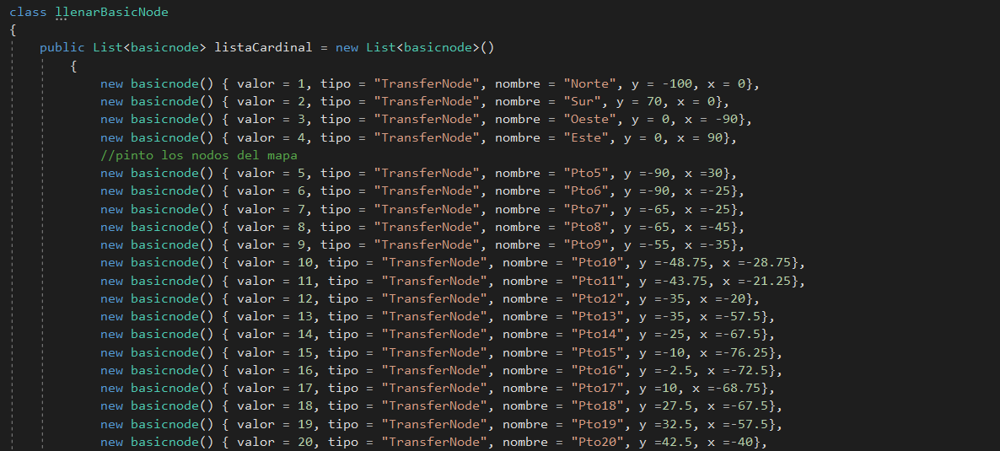 class llenarBasicNode
{
public List<basicnode> listaCardinal = new List<basicnode>()
{
new basicnode() { valor = 1, tipo = "TransferNode", nombre = "Norte", y = -100, x = 0},
new basicnode() { valor = 2, tipo = "TransferNode", nombre = "Sur", y = 70, x = 0},
new basicnode() { valor = 3, tipo = "TransferNode", nombre = "Oeste", y = 0, x = -90},
new basicnode() { valor = 4, tipo = "TransferNode", nombre = "Este", y = 0, x = 90},
//pinto los nodos del mapa
new basicnode() { valor = 5, tipo = "TransferNode", nombre = "Pto5", y =-90, x =30},
new basicnode() { valor = 6, tipo = "TransferNode", nombre = "Pto6", y =-90, x =-25},
new basicnode() { valor = 7, tipo = "TransferNode", nombre = "Pto7", y =-65, x =-25},
new basicnode() { valor = 8, tipo = "TransferNode", nombre = "Pto8", y =-65, x =-45},
new basicnode() { valor = 9, tipo = "TransferNode", nombre = "Pto9", y =-55, x =-35},
new basicnode() { valor = 10, tipo = "TransferNode", nombre = "Pto10", y =-48.75, x =-28.75},
new basicnode() { valor = 11, tipo = "TransferNode", nombre = "Pto11", y =-43.75, x =-21.25},
new basicnode() { valor = 12, tipo = "TransferNode", nombre = "Pto12", y =-35, x =-20},
new basicnode() { valor = 13, tipo = "TransferNode", nombre = "Pto13", y =-35, x =-57.5},
new basicnode() { valor = 14, tipo = "TransferNode", nombre = "Pto14", y =-25, x =-67.5},
new basicnode() { valor = 15, tipo = "TransferNode", nombre = "Pto15", y =-10, x =-76.25},
new basicnode() { valor = 16, tipo = "TransferNode", nombre = "Pto16", y =-2.5, x =-72.5},
new basicnode() { valor = 17, tipo = "TransferNode", nombre = "Pto17", y =10, x =-68.75},
new basicnode() { valor = 18, tipo = "TransferNode", nombre = "Pto18", y =27.5, x =-67.5},
new basicnode() { valor = 19, tipo = "TransferNode", nombre = "Pto19", y =32.5, x =-57.5},
new basicnode() { valor = 20, tipo = "TransferNode", nombre = "Pto20", y =42.5, x =-40},